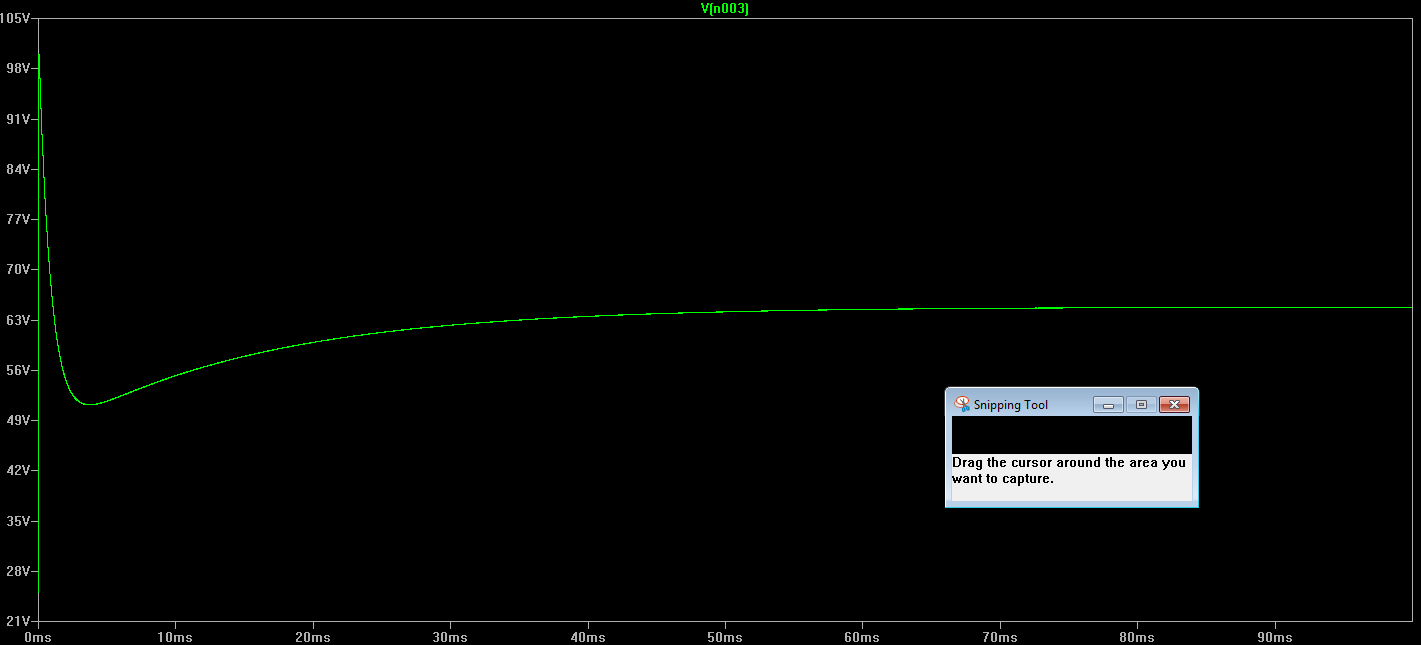 V(n003)
105V
98V
91V
84V
77V
70V
63V
56V
49V
42V
35V
28V
21V
0ms 10ms 20ms 30ms 40ms 50ms 60ms 70ms 80ms 90ms
Snipping Tool
Drag the cursor around the area you
want to capture.